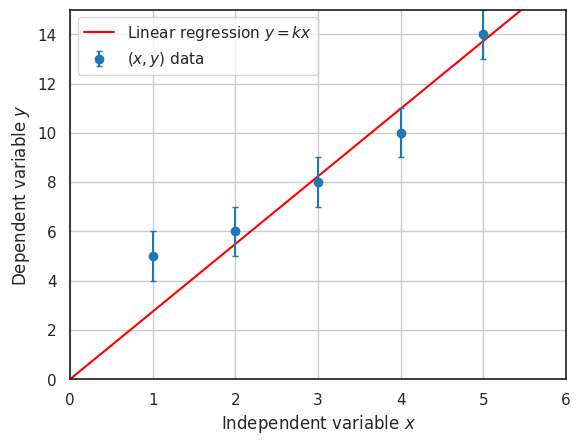 Linear regression y = kx
(x, y) data
14
12
10
8
6
4
2
0
Dependent variable y
0 1 2 3 4 5 6
Independent variable x